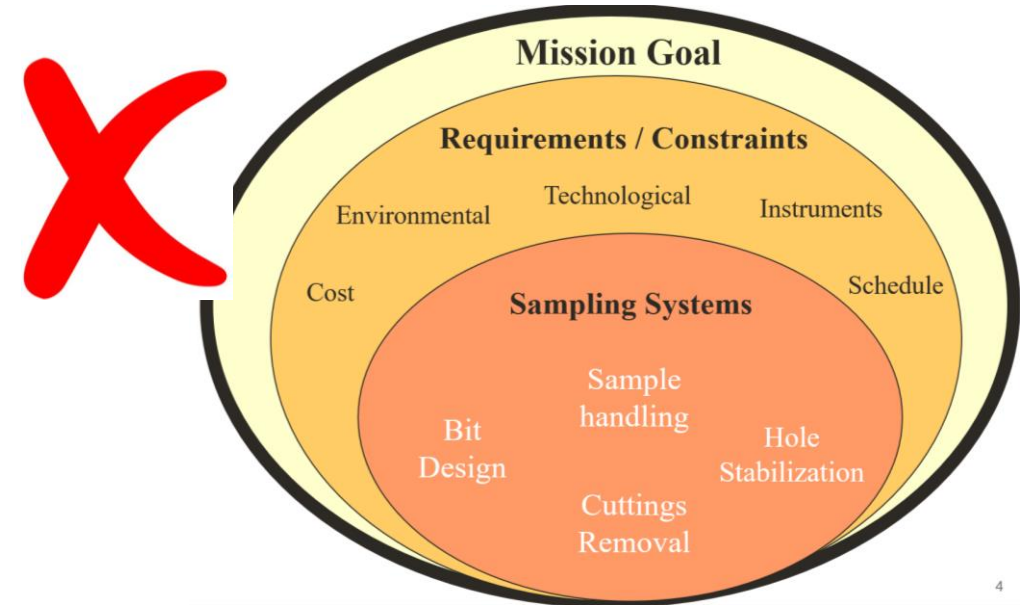 Mission Goal
Requirements / Constraints
Technological
Environmental
Instruments
Cost
Schedule
Sampling Systems
Sample
handling
Bit
Design
Hole
Stabilization
Cuttings
Removal
4